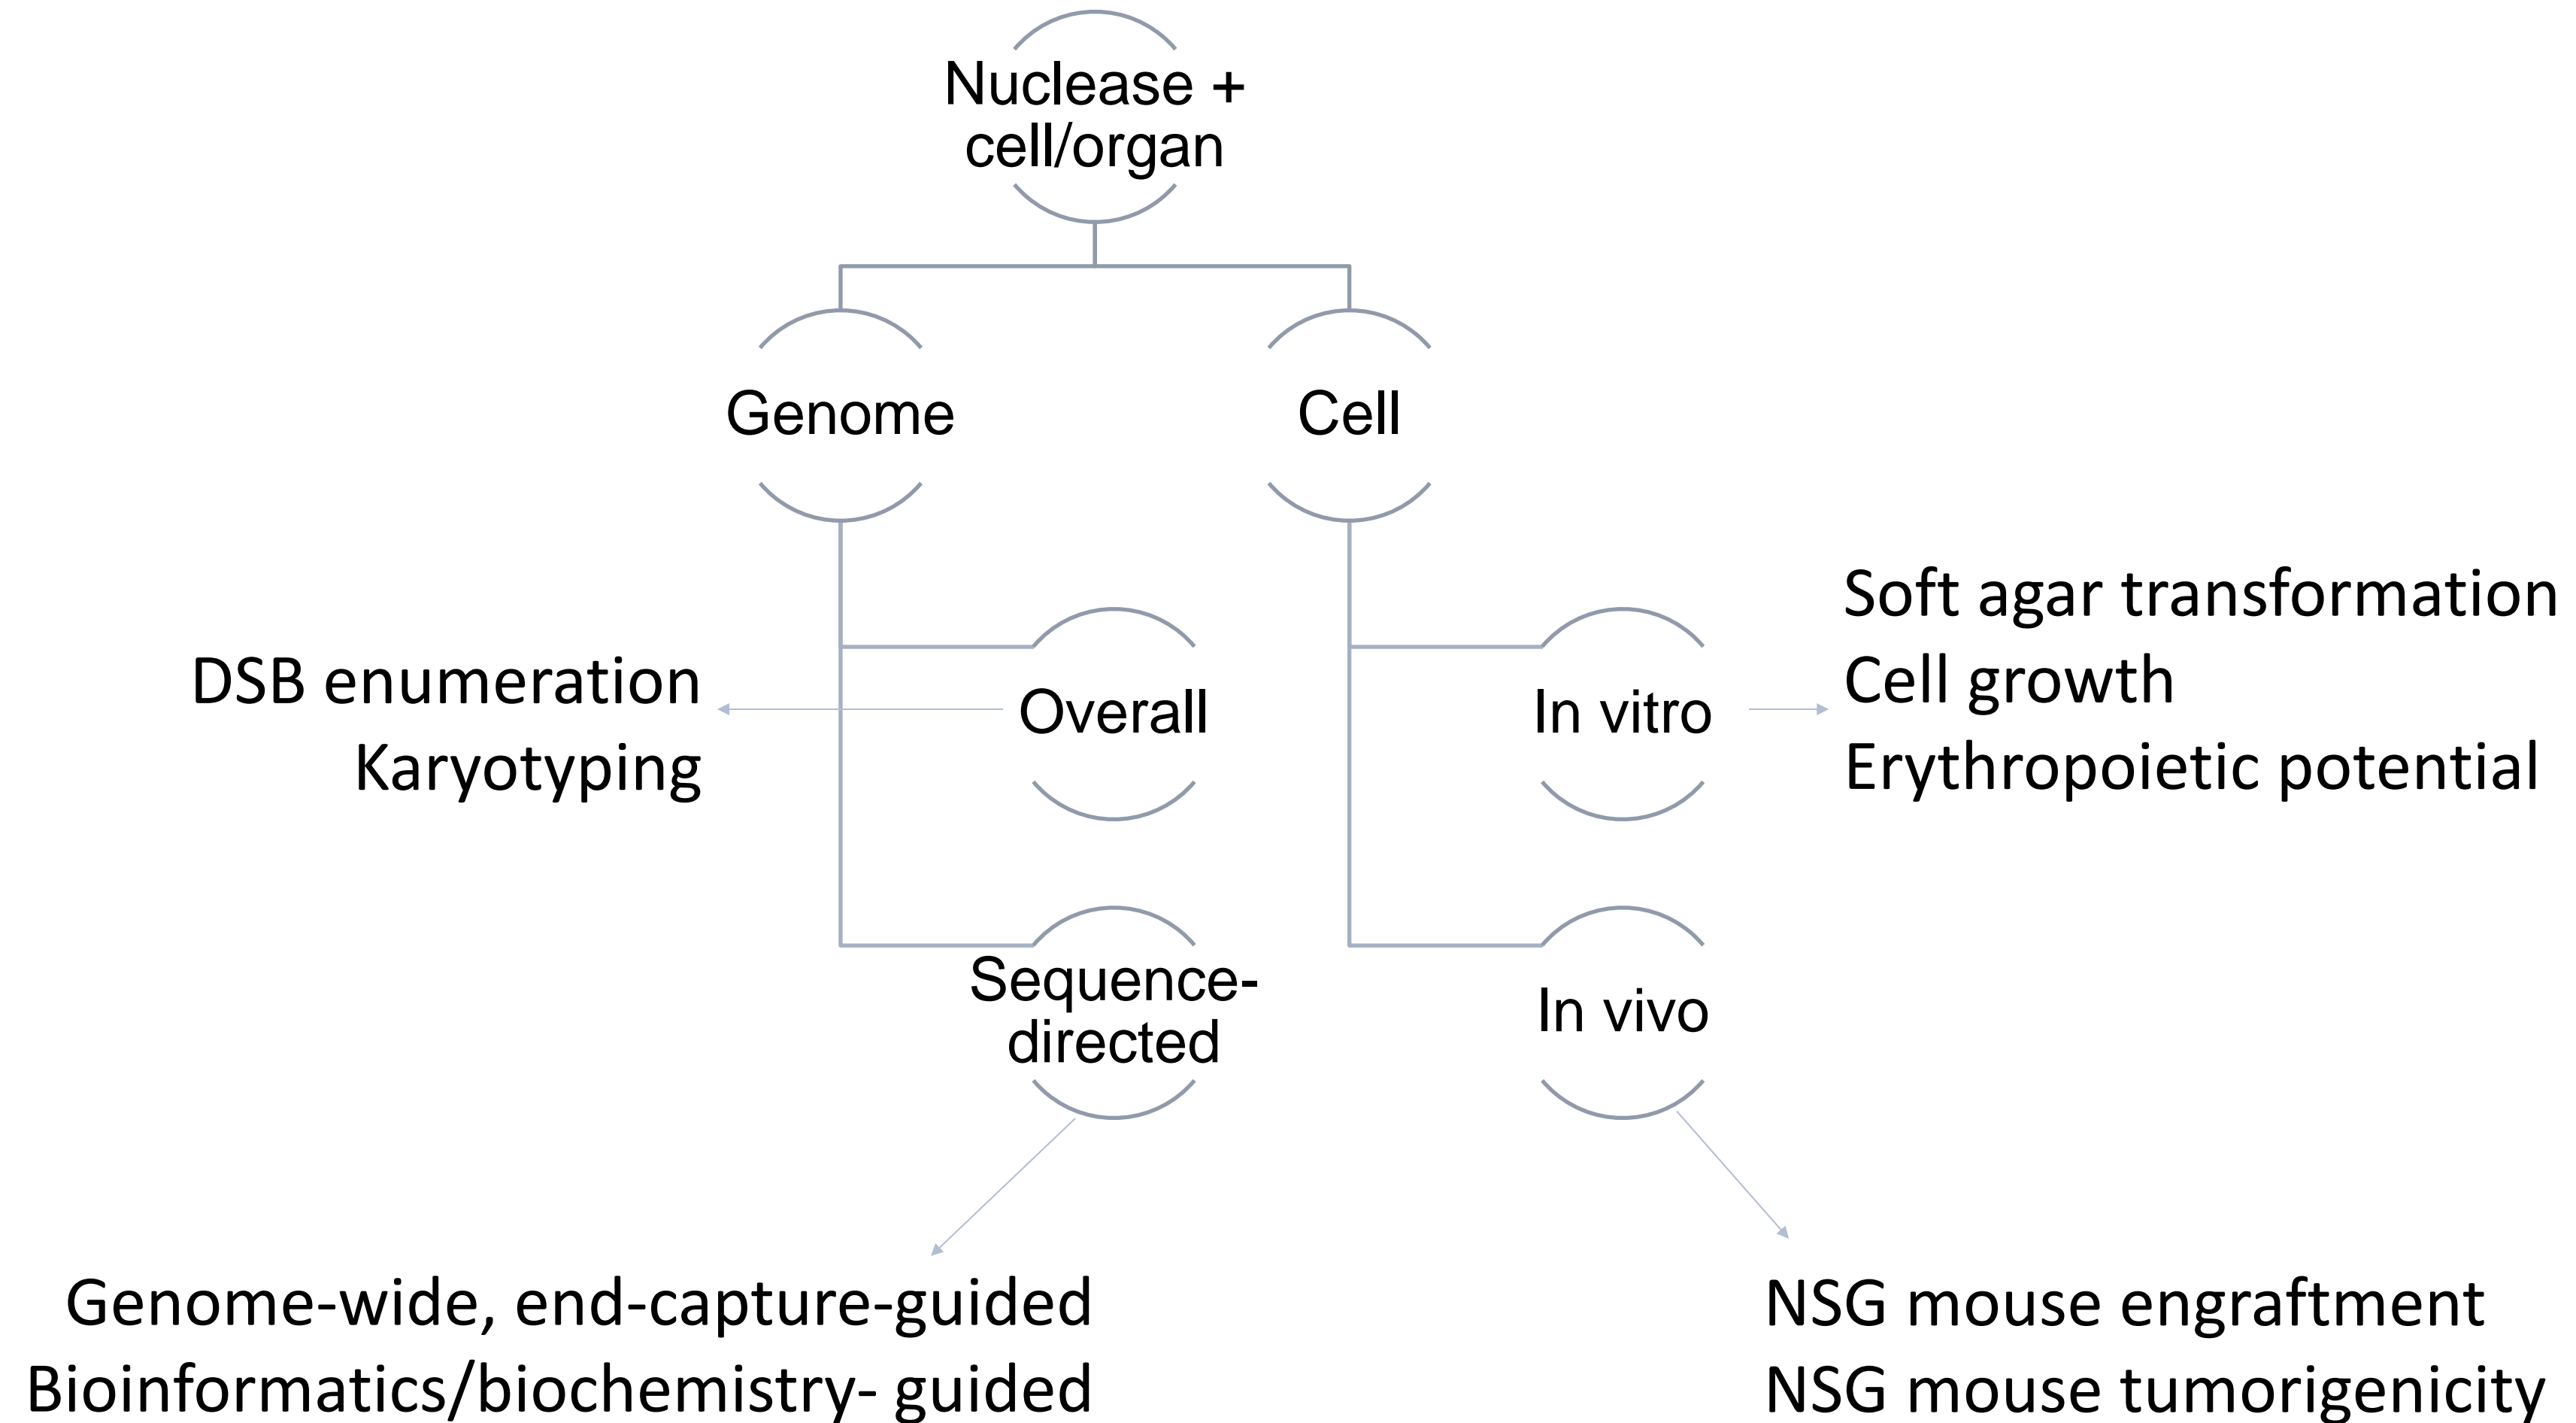 Nuclease +
cell/organ
Genome
Cell
DSB enumeration
Karyotyping
Overall
In vitro
Soft agar transformation
Cell growth
Erythropoietic potential
Sequence-
directed
In vivo
Genome-wide, end-capture-guided
Bioinformatics/biochemistry- guided
NSG mouse engraftment
NSG mouse tumorigenicity